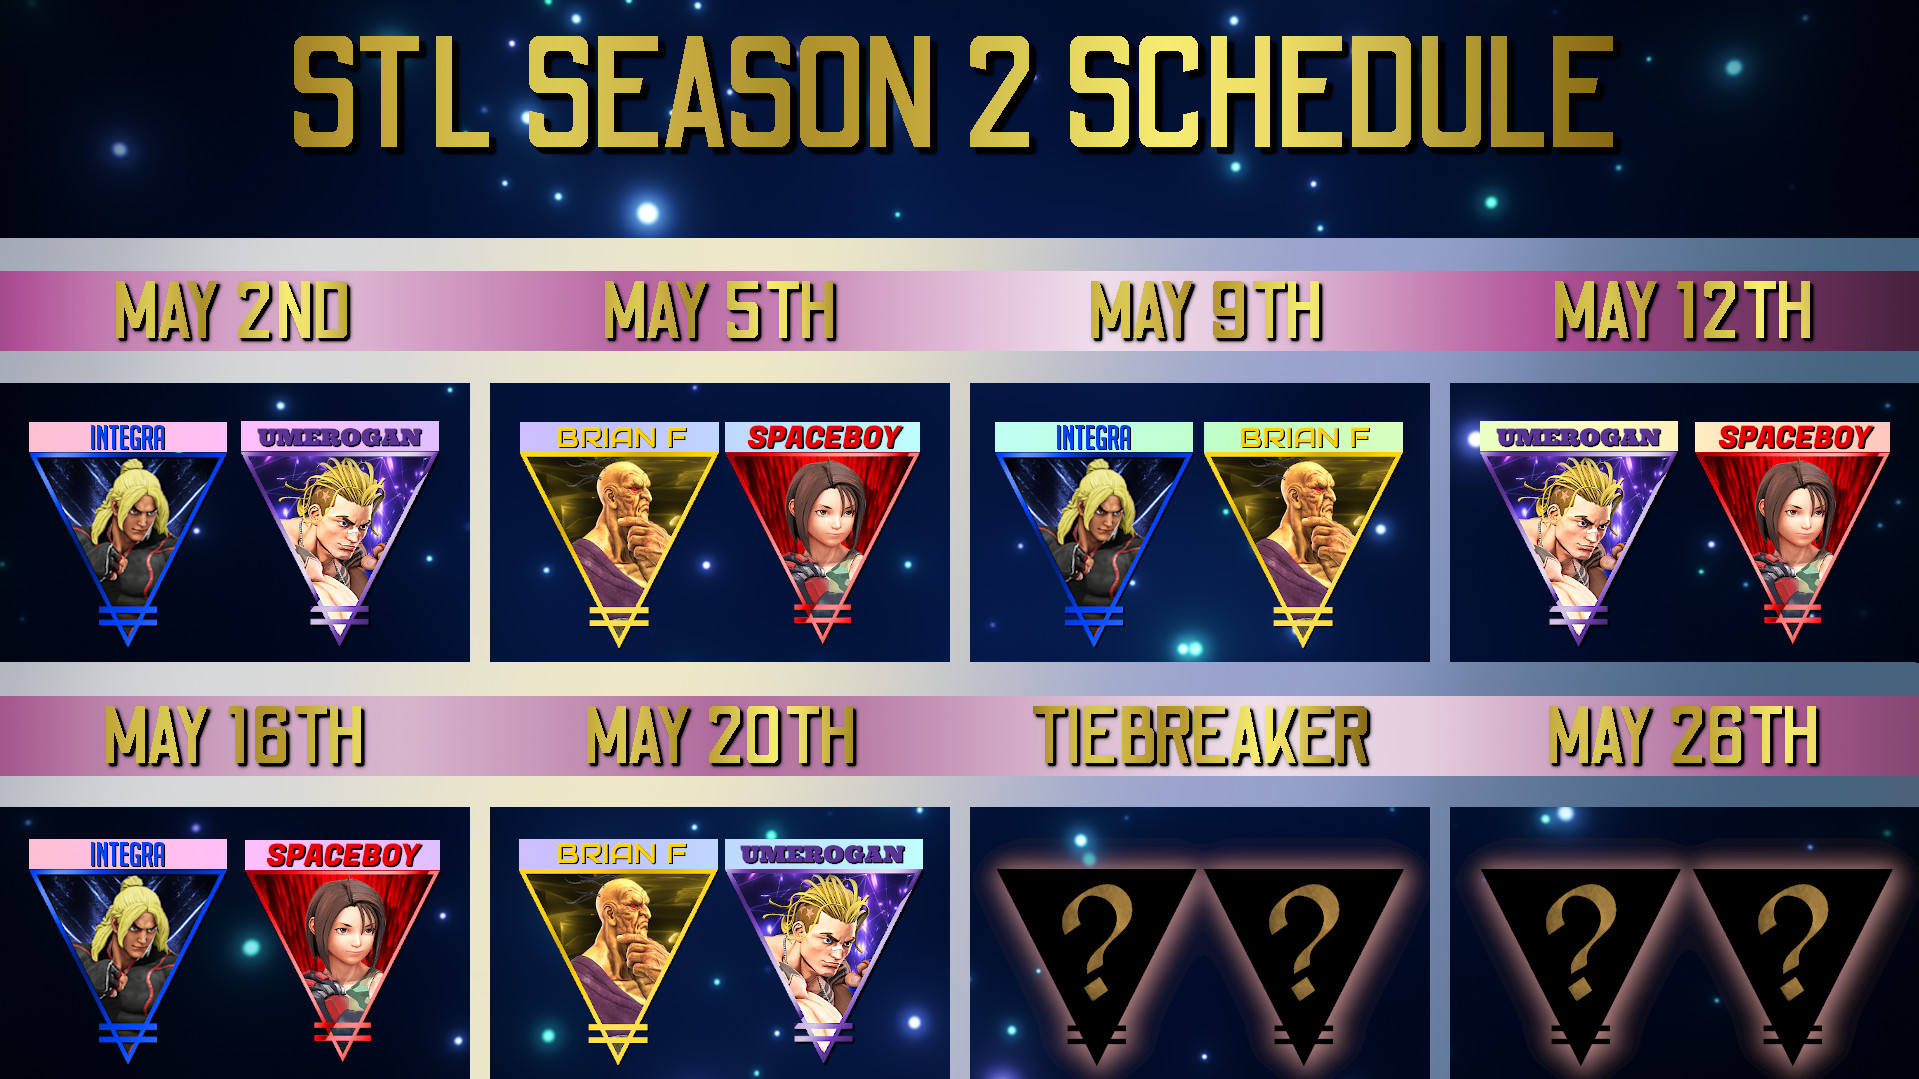 STL SEASON 2 SCHEDULE
MAY 2ND
MAY 5TH
MAY 9TH
MAY 12TH
INTEGRA
UMEROGAN
BRIAN F
SPACEBOY
INTEGRA
BRIAN F
UMEROGAN
SPACEBOY
MAY 16TH
MAY 20TH
TIEBREAKER
MAY 26TH
INTEGRA
SPACEBOY
BRIAN F
UMEROGAN
?
?
?
?